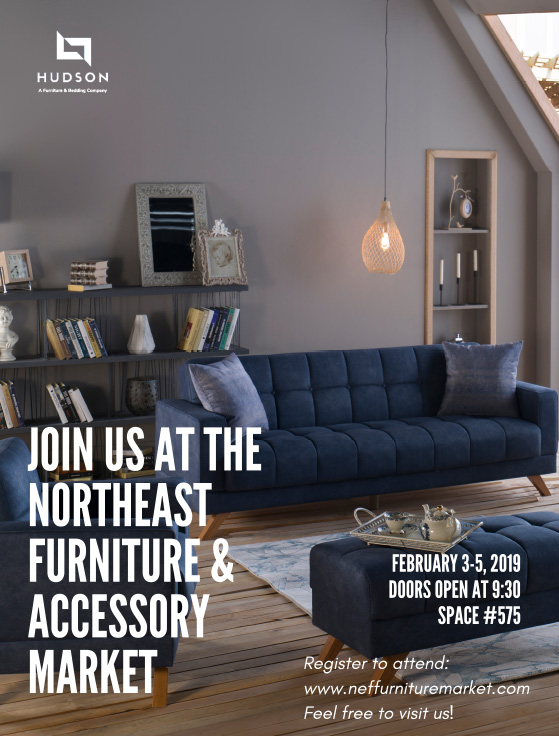 HUDSON
A Furniture & Bedding Company
JOIN US AT THE
NORTHEAST
FURNITURE &
ACCESSORY
MARKET
FEBRUARY 3-5, 2019
DOORS OPEN AT 9:30
SPACE #575
Register to attend:
www.neffurnituremarket.com
Feel free to visit us!